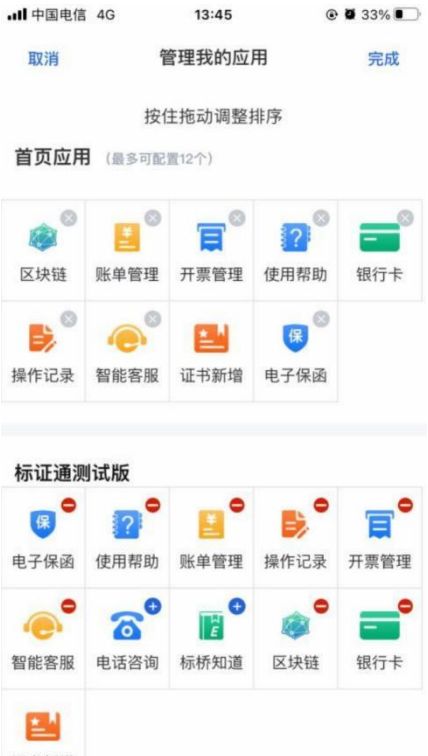 中国电信 4G 13:45 33%
取消 管理我的应用 完成
按住拖动调整排序
首页应用 （最多可配置12个）
区块链 账单管理 开票管理 使用帮助 银行卡
操作记录 智能客服 证书新增 电子保函
标证通测试版
电子保函 使用帮助 账单管理 操作记录 开票管理
智能客服 电话咨询 标桥知道 区块链 银行卡